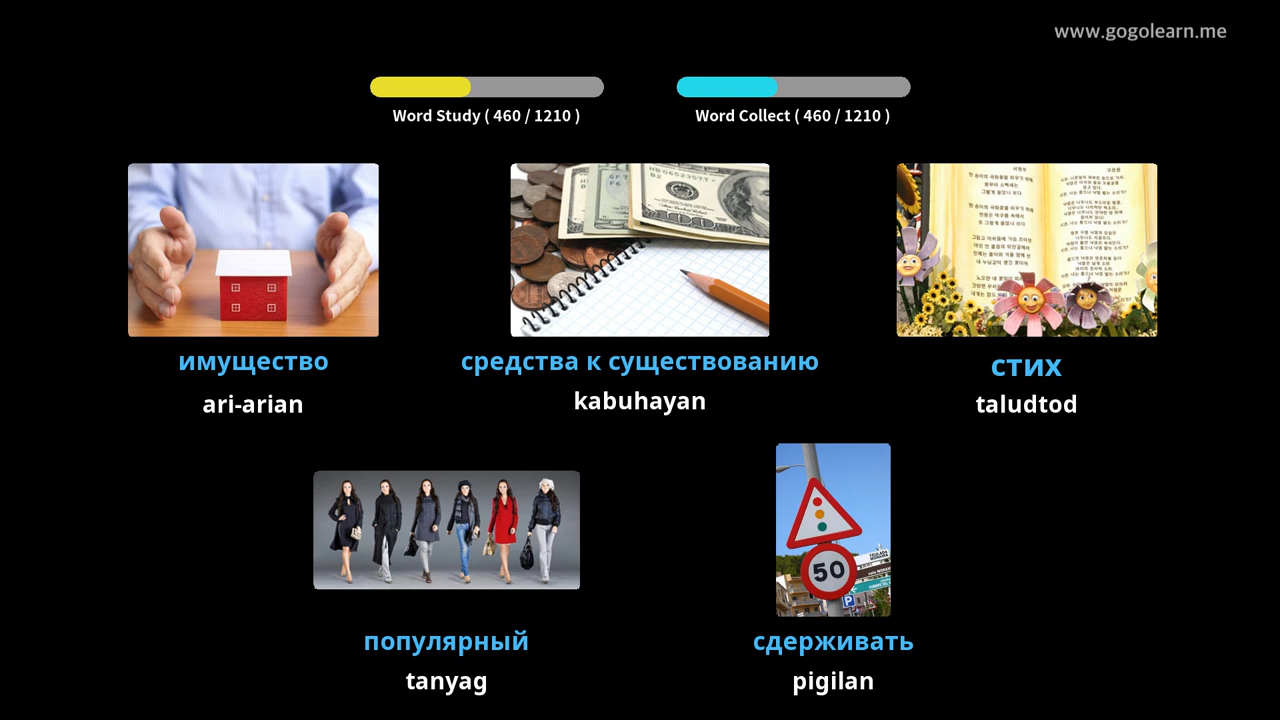 www.gogolearn.me
Word Study ( 460 / 1210 )
Word Collect ( 460 / 1210 )
имущество
ari-arian
средства к существованию
kabuhayan
стих
taludtod
популярный
tanyag
50
P
сдерживать
pigilan